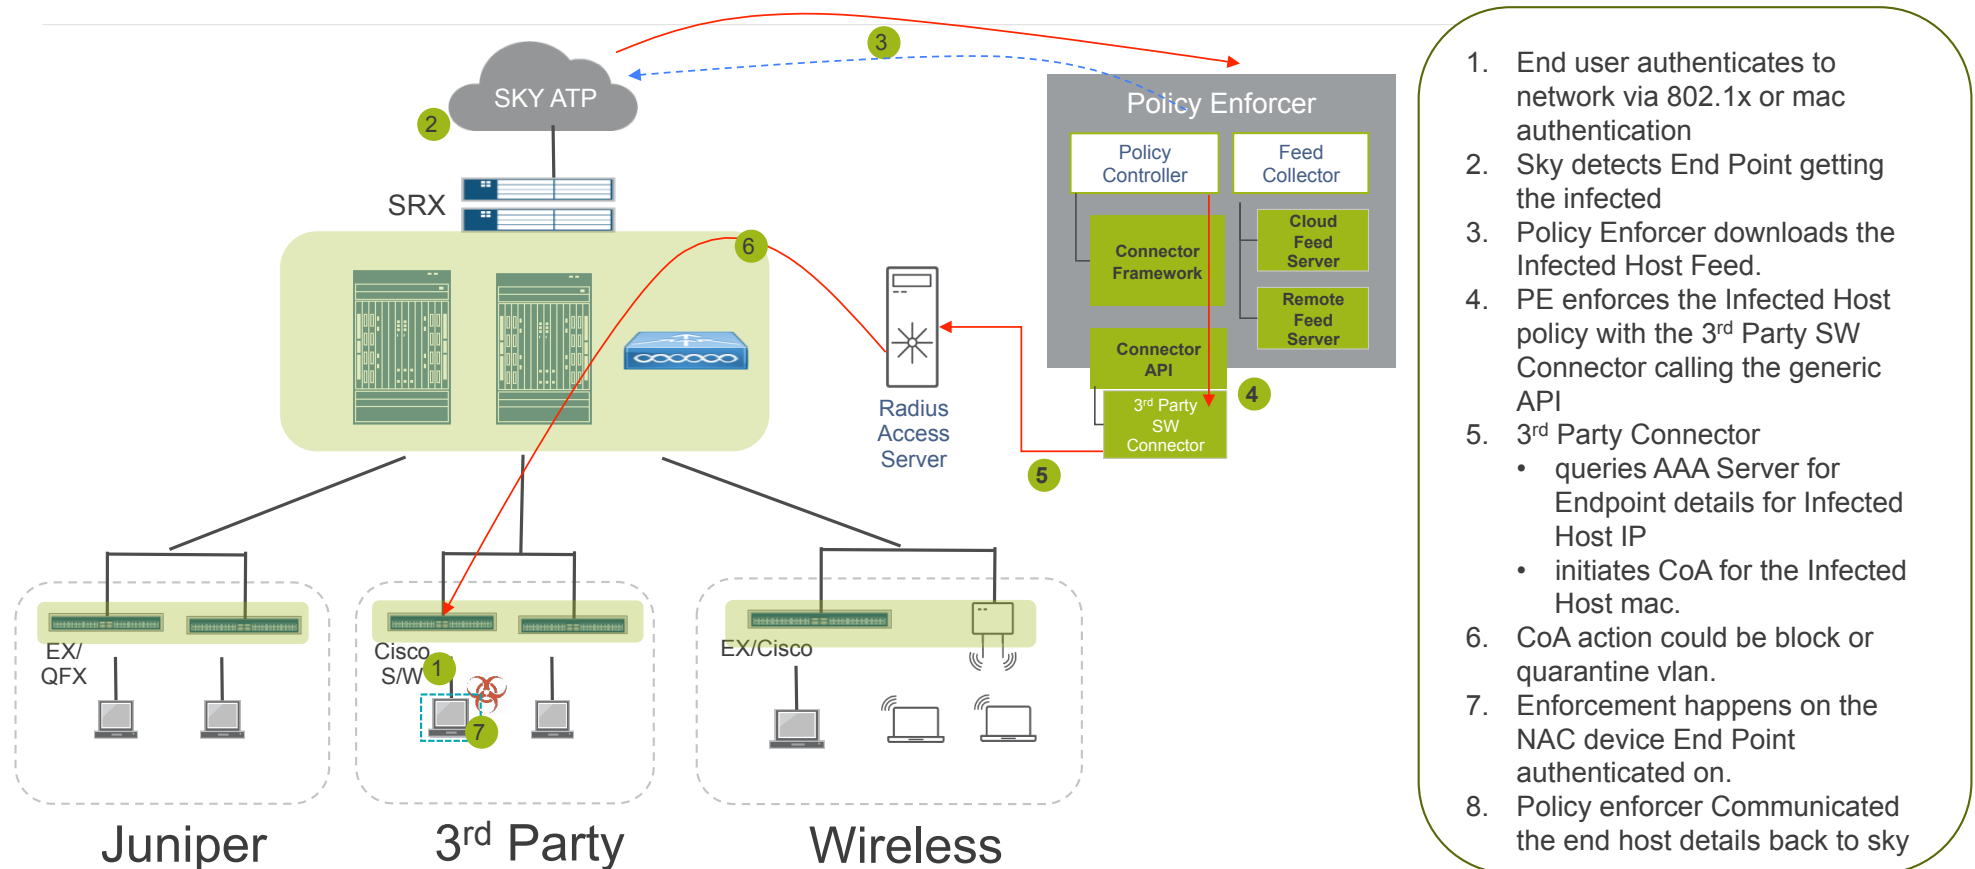 3
SKY ATP
2
SRX
6
Policy Enforcer
Policy
Controller
Feed
Collector
Connector
Framework
Cloud
Feed
Server
Remote
Feed
Server
Connector
API
3rd Party
SW
Connector
4
5
Radius
Access
Server
EX/
QFX
Cisco
S/W
1
7
EX/Cisco
Juniper
3rd Party
Wireless
1. End user authenticates to
network via 802.1x or mac
authentication
2. Sky detects End Point getting
the infected
3. Policy Enforcer downloads the
Infected Host Feed.
4. PE enforces the Infected Host
policy with the 3rd Party SW
Connector calling the generic
API
5. 3rd Party Connector
• queries AAA Server for
Endpoint details for Infected
Host IP
• initiates CoA for the Infected
Host mac.
6. CoA action could be block or
quarantine vlan.
7. Enforcement happens on the
NAC device End Point
authenticated on.
8. Policy enforcer Communicated
the end host details back to sky